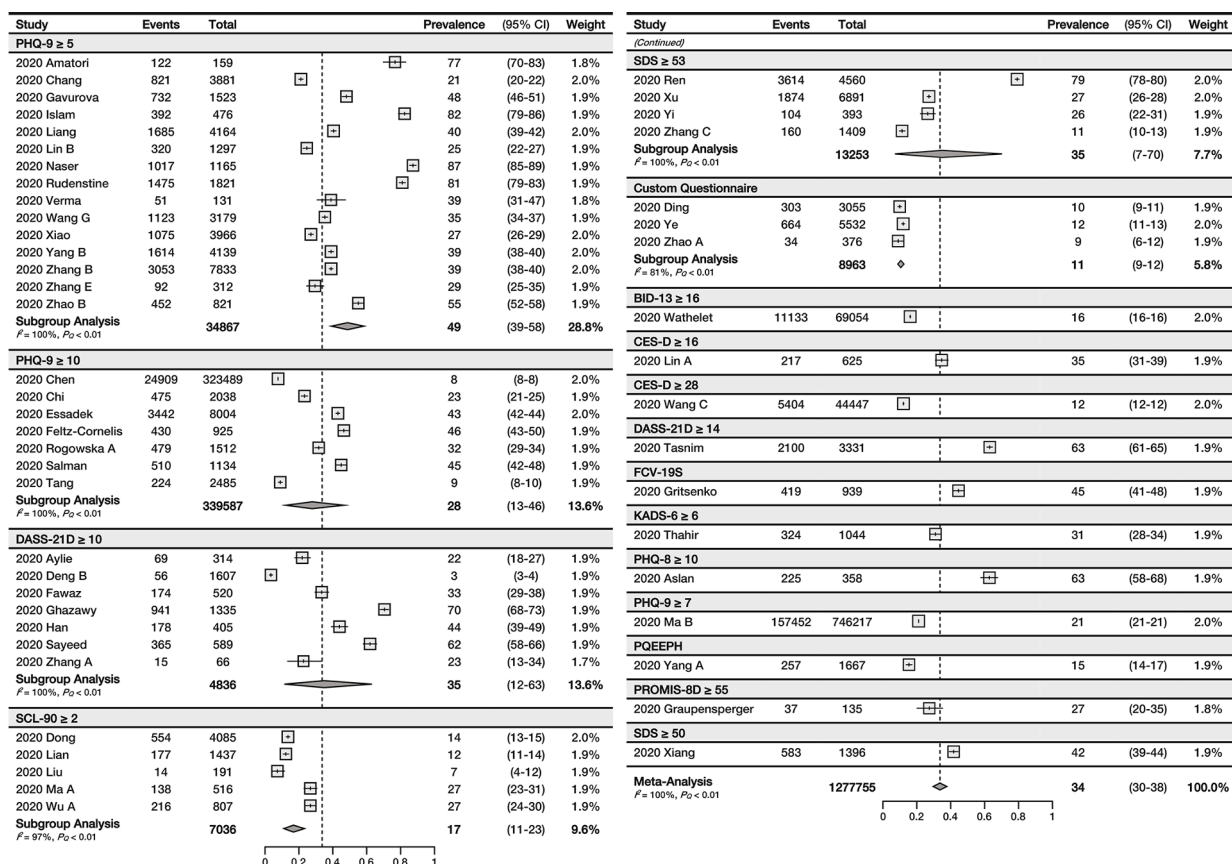 Study Events Total Prevalence (95% CI) Weight
PHQ-9 ≥ 5
2020 Amatori 122 159 77 (70-83) 1.8%
2020 Chang 821 3881 21 (20-22) 2.0%
2020 Gavurova 732 1523 48 (46-51) 1.9%
2020 Islam 392 476 82 (79-86) 1.9%
2020 Liang 1685 4164 40 (39-42) 2.0%
2020 Lin B 320 1297 25 (22-27) 1.9%
2020 Naser 1017 1165 87 (85-89) 1.9%
2020 Rudenstine 1475 1821 81 (79-83) 1.9%
2020 Verma 51 131 39 (31-47) 1.8%
2020 Wang G 1123 3179 35 (34-37) 1.9%
2020 Xiao 1075 3966 27 (26-29) 1.9%
2020 Yang B 1614 4139 39 (38-40) 2.0%
2020 Zhang B 3053 7833 39 (38-40) 2.0%
2020 Zhang E 92 312 29 (25-35) 1.9%
2020 Zhao B 452 821 55 (52-58) 1.9%
Subgroup Analysis 34867 49 (39-58) 28.8%
I² = 100%, PQ < 0.01
PHQ-9 ≥ 10
2020 Chen 24909 323489 8 (8-8) 2.0%
2020 Chi 475 2038 23 (21-25) 1.9%
2020 Essadek 3442 8004 43 (42-44) 2.0%
2020 Feltz-Cornelis 430 925 46 (43-50) 1.9%
2020 Rogowska A 479 1512 32 (29-34) 1.9%
2020 Salman 510 1134 45 (42-48) 1.9%
2020 Tang 224 2485 9 (8-10) 1.9%
Subgroup Analysis 339587 28 (13-46) 13.6%
I² = 100%, PQ < 0.01
DASS-21D ≥ 10
2020 Aylie 69 314 22 (18-27) 1.9%
2020 Deng B 56 1607 3 (3-4) 1.9%
2020 Fawaz 174 520 33 (29-38) 1.9%
2020 Ghazawy 941 1335 70 (68-73) 1.9%
2020 Han 178 405 44 (39-49) 1.9%
2020 Sayeed 365 589 62 (58-66) 1.9%
2020 Zhang A 15 66 23 (13-34) 1.7%
Subgroup Analysis 4836 35 (12-63) 13.6%
I² = 100%, PQ < 0.01
SCL-90 ≥ 2
2020 Dong 554 4085 14 (13-15) 2.0%
2020 Lian 177 1437 12 (11-14) 1.9%
2020 Liu 14 191 7 (4-12) 1.9%
2020 Ma A 138 516 27 (23-31) 1.9%
2020 Wu A 216 807 27 (24-30) 1.9%
Subgroup Analysis 7036 17 (11-23) 9.6%
I² = 97%, PQ < 0.01
0 0.2 0.4 0.6 0.8 1
Study Events Total Prevalence (95% CI) Weight
(Continued)
SDS ≥ 53
2020 Ren 3614 4560 79 (78-80) 2.0%
2020 Xu 1874 6891 27 (26-28) 2.0%
2020 Yi 104 393 26 (22-31) 1.9%
2020 Zhang C 160 1409 11 (10-13) 1.9%
Subgroup Analysis 13253 35 (7-70) 7.7%
I² = 100%, PQ < 0.01
Custom Questionnaire
2020 Ding 303 3055 10 (9-11) 1.9%
2020 Ye 664 5532 12 (11-13) 2.0%
2020 Zhao A 34 376 9 (6-12) 1.9%
Subgroup Analysis 8963 11 (9-12) 5.8%
I² = 81%, PQ < 0.01
BID-13 ≥ 16
2020 Wathelet 11133 69054 16 (16-16) 2.0%
CES-D ≥ 16
2020 Lin A 217 625 35 (31-39) 1.9%
CES-D ≥ 28
2020 Wang C 5404 44447 12 (12-12) 2.0%
DASS-21D ≥ 14
2020 Tasnim 2100 3331 63 (61-65) 1.9%
FCV-19S
2020 Gritsenko 419 939 45 (41-48) 1.9%
KADS-6 ≥ 6
2020 Thahir 324 1044 31 (28-34) 1.9%
PHQ-8 ≥ 10
2020 Aslan 225 358 63 (58-68) 1.9%
PHQ-9 ≥ 7
2020 Ma B 157452 746217 21 (21-21) 2.0%
PQEEPH
2020 Yang A 257 1667 15 (14-17) 1.9%
PROMIS-8D ≥ 55
2020 Graupensperger 37 135 27 (20-35) 1.8%
SDS ≥ 50
2020 Xiang 583 1396 42 (39-44) 1.9%
Meta-Analysis 1277755 34 (30-38) 100.0%
I² = 100%, PQ < 0.01
0 0.2 0.4 0.6 0.8 1